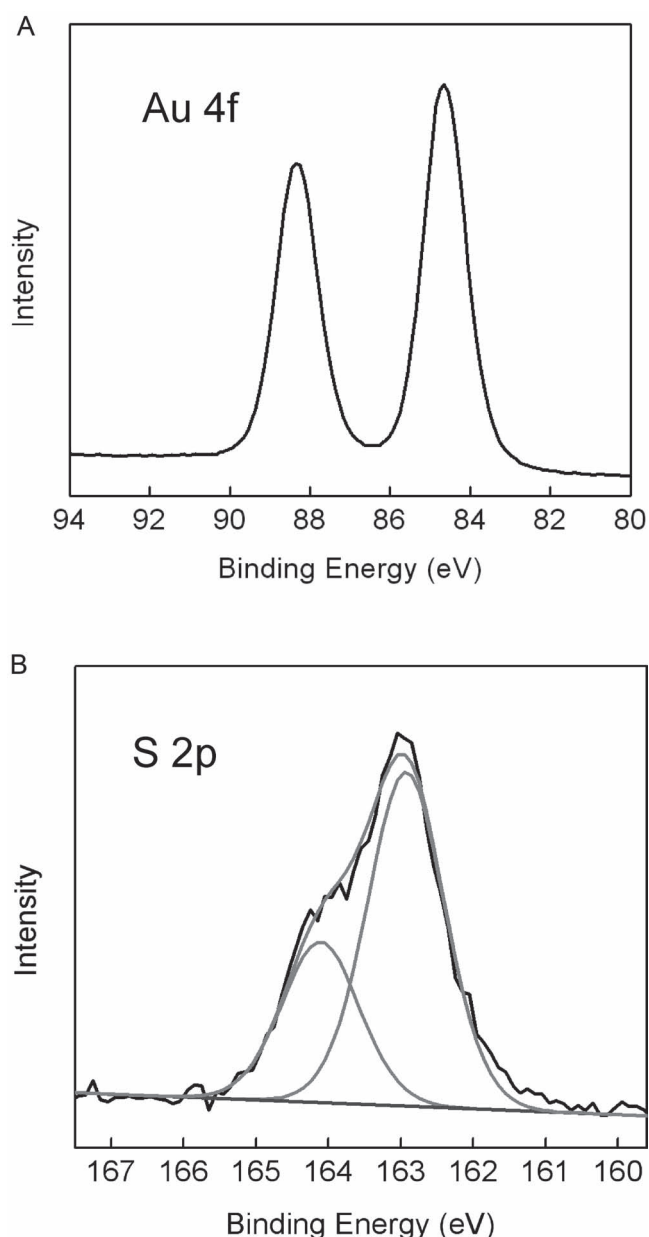 A
Au 4f
Intensity
94 92 90 88 86 84 82 80
Binding Energy (eV)
B
S 2p
Intensity
167 166 165 164 163 162 161 160
Binding Energy (eV)